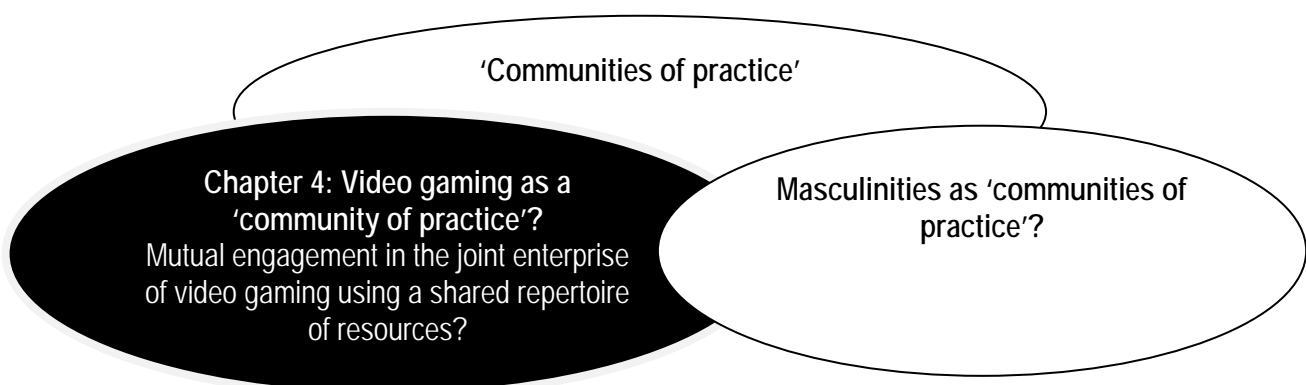 ‘Communities of practice’
Chapter 4: Video gaming as a
‘community of practice’?
Mutual engagement in the joint enterprise
of video gaming using a shared repertoire
of resources?
Masculinities as ‘communities of
practice’?